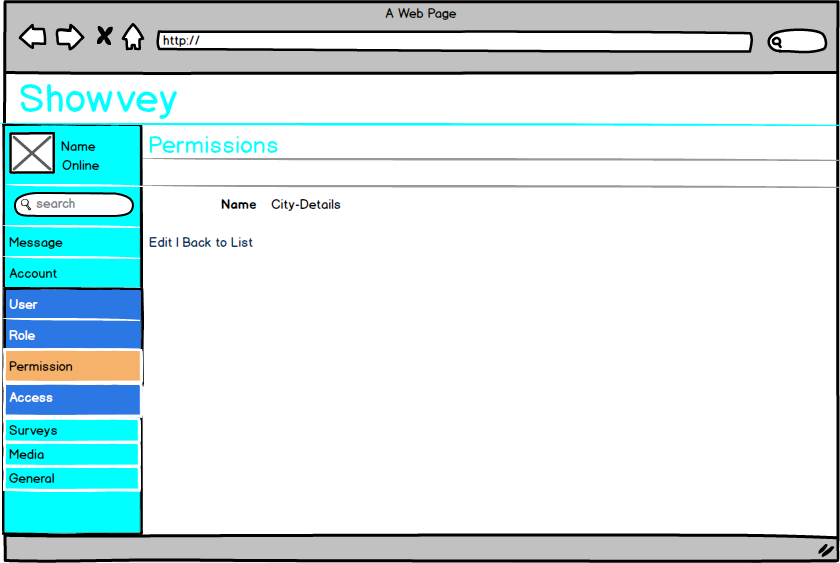 A Web Page
http://
Showvey
Name
Online
search
Message
Account
User
Role
Permission
Access
Surveys
Media
General
Permissions
Name City-Details
Edit | Back to List